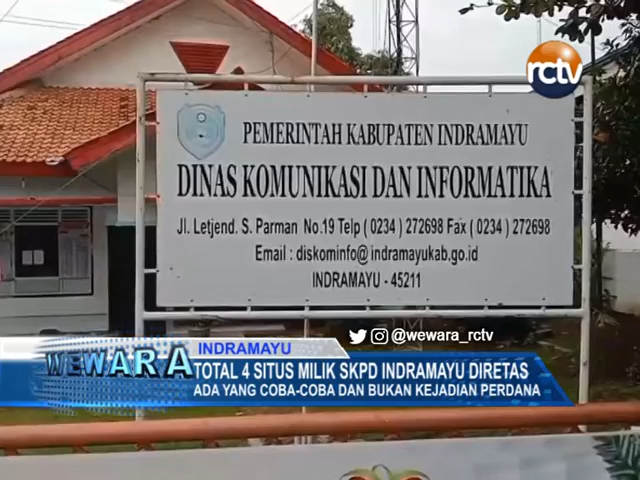 rctv
PEMERINTAH KABUPATEN INDRAMAYU
DINAS KOMUNIKASI DAN INFORMATIKA
Jl. Letjend. S. Parman No.19 Telp ( 0234 ) 272698 Fax ( 0234 ) 272698
Email : diskominfo@indramayukab.go.id
INDRAMAYU - 45211
@wewara_rctv
INDRAMAYU
WEWARA
TOTAL 4 SITUS MILIK SKPD INDRAMAYU DIRETAS
ADA YANG COBA-COBA DAN BUKAN KEJADIAN PERDANA